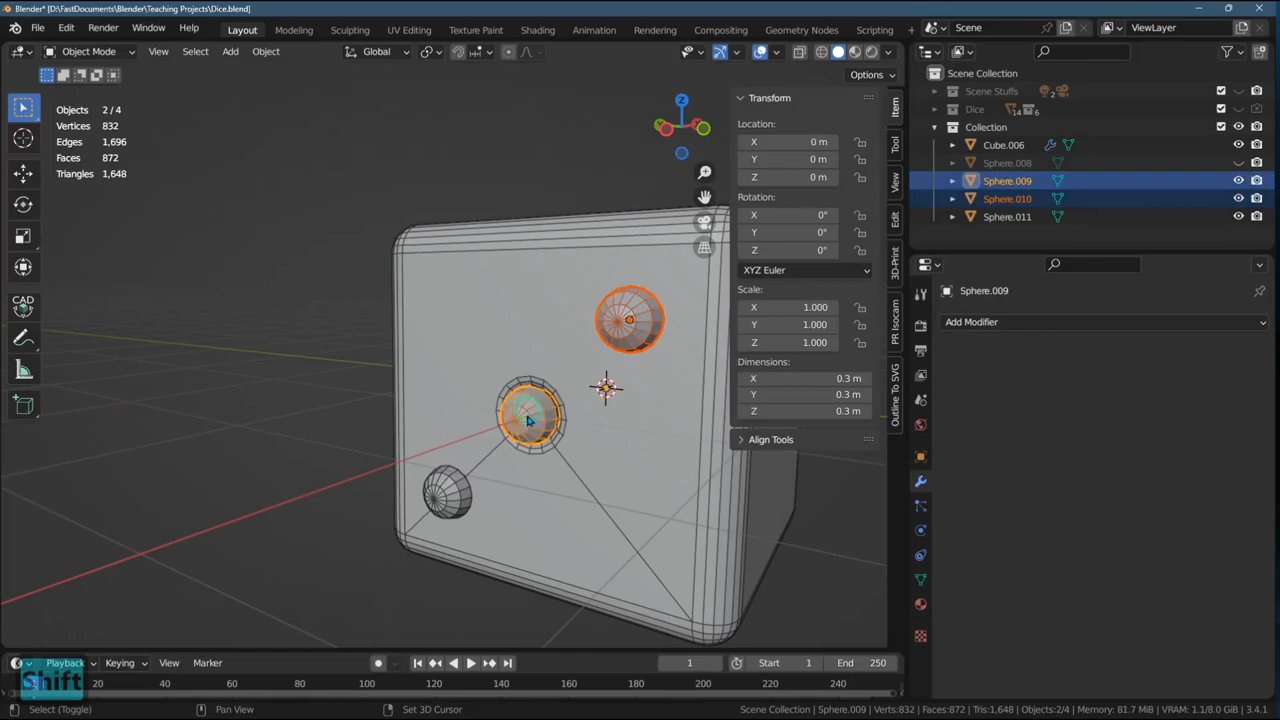 Blender* [D:\FastDocuments\Blender\Teaching Projects\Dice.blend]
File Edit Render Window Help Layout Modeling Sculpting UV Editing Texture Paint Shading Animation Rendering Compositing Geometry Nodes Scripting Scene ViewLayer
Object Mode View Select Add Object Global
Options
Objects 2 / 4
Vertices 832
Edges 1,696
Faces 872
Triangles 1,648
CAD
Z
Transform
Location:
X 0 m
Y 0 m
Z 0 m
Rotation:
X 0°
Y 0°
Z 0°
XYZ Euler
Scale:
X 1.000
Y 1.000
Z 1.000
Dimensions:
X 0.3 m
Y 0.3 m
Z 0.3 m
Align Tools
Item
Tool
View
Edit
3D-Print
PR Isocam
Outline To SVG
Scene Collection
Scene Stuffs 2
Dice 14 6
Collection
Cube.006
Sphere.008
Sphere.009
Sphere.010
Sphere.011
Sphere.009
Add Modifier
Playback Keying View Marker 1 Start 1 End 250
20 40 60 80 100 120 140 160 180 200 220 240
Shift
Select (Toggle) Pan View Set 3D Cursor Scene Collection | Sphere.009 | Verts:832 | Faces:872 | Tris:1,648 | Objects:2/4 | Memory: 81.7 MiB | VRAM: 1.1/8.0 GiB | 3.4.1